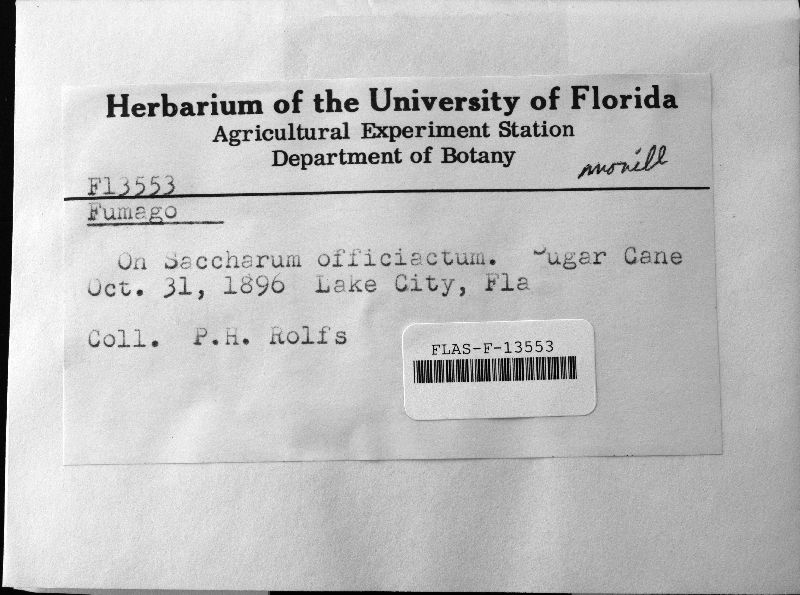 Herbarium of the University of Florida
Agricultural Experiment Station
Department of Botany
F13553
Fumago
On Saccharum officiactum. Sugar Cane
Oct. 31, 1896 Lake City, Fla
Coll. P.H. Rolfs
FLAS-F-13553